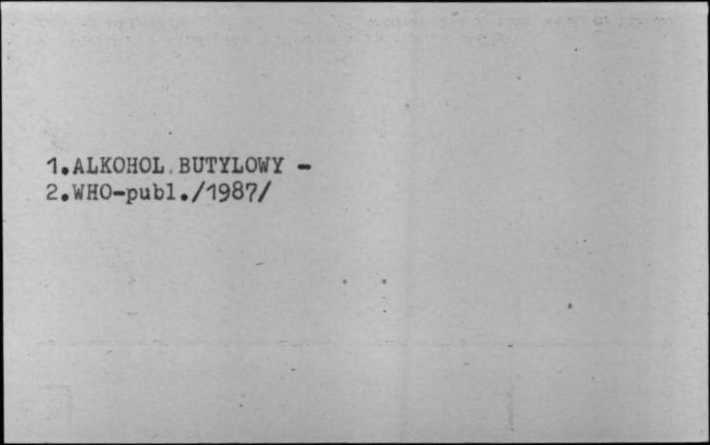 1.ALKOHOL BUTYLOWY -
2.WHO-publ./1987/